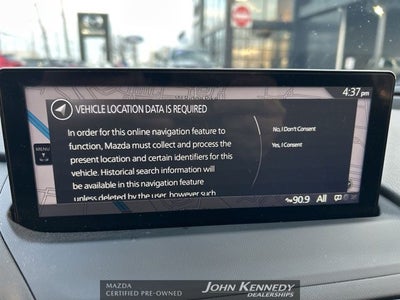 4:37 pm
VEHICLE LOCATION DATA IS REQUIRED
In order for this online navigation feature to
function, Mazda must collect and process the
present location and certain identifiers for this
vehicle. Historical search information will
be available in this navigation feature
unless deleted by the user, however such
No, I Don't Consent
Yes, I Consent
MENU
90.9 All
MAZDA
CERTIFIED PRE-OWNED
JOHN KENNEDY
DEALERSHIPS